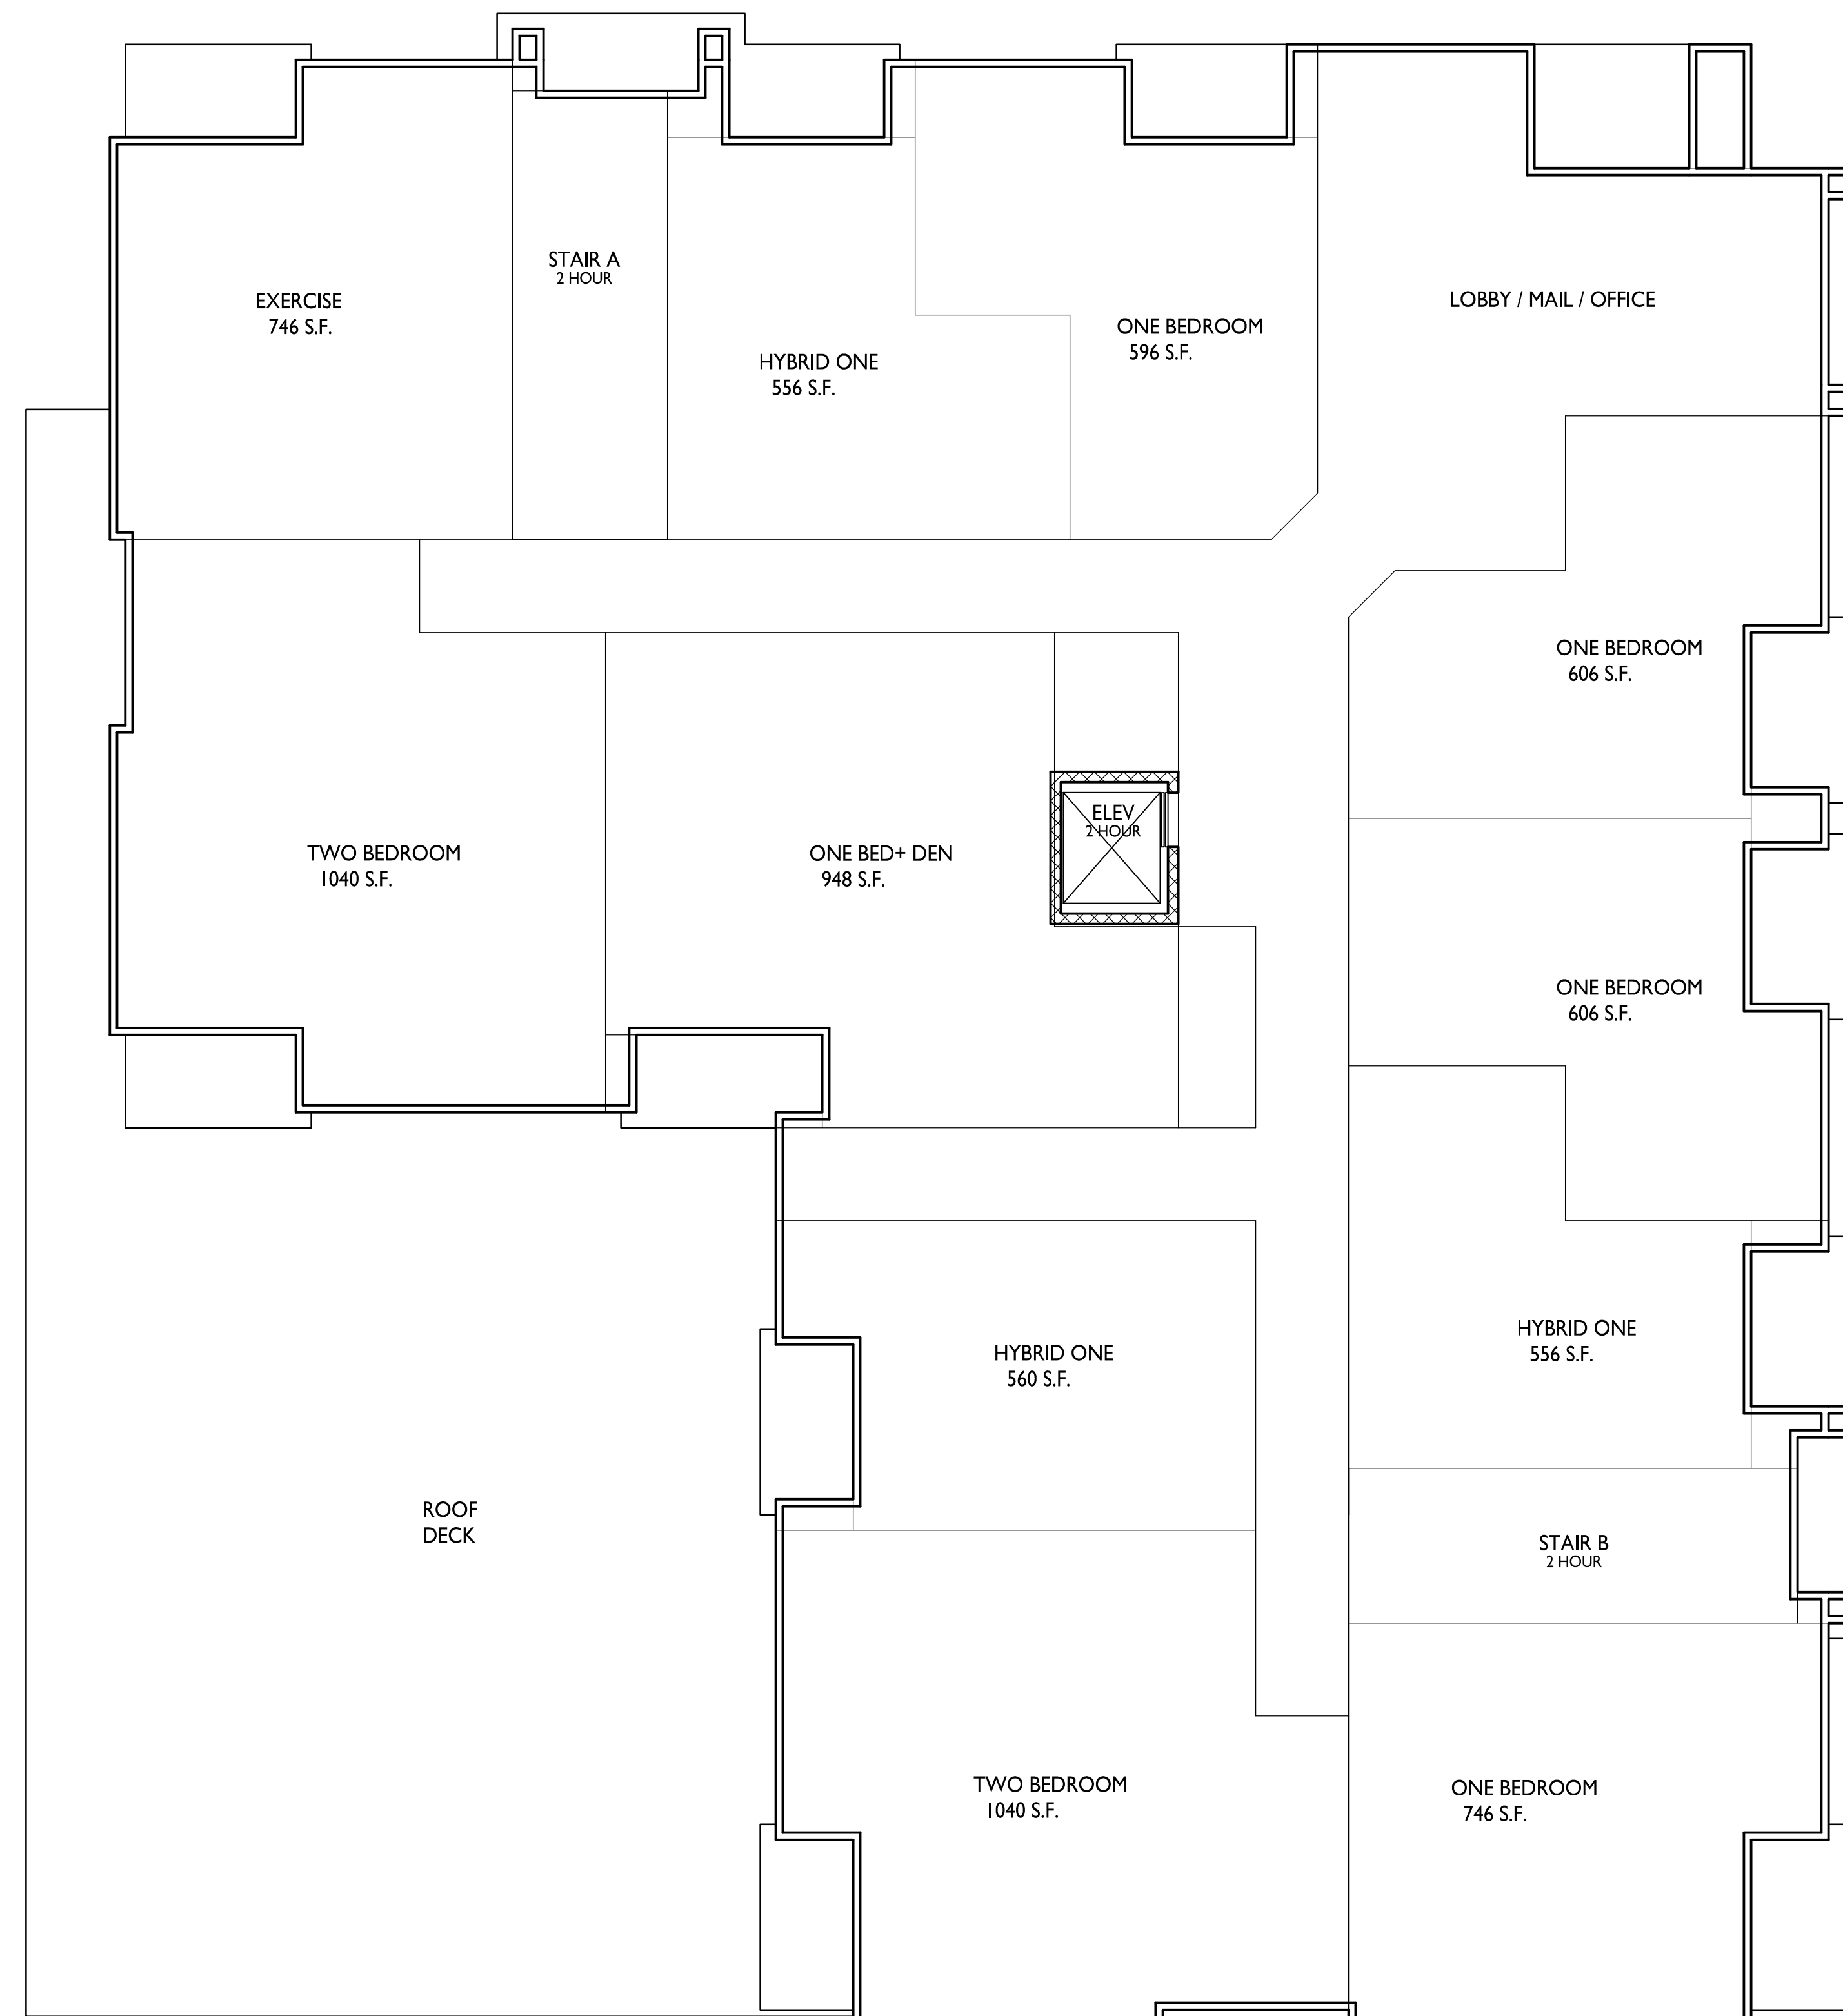 STAIR A
2 HOUR
EXERCISE
746 S.F.
LOBBY / MAIL / OFFICE
ONE BEDROOM
596 S.F.
HYBRID ONE
556 S.F.
ONE BEDROOM
606 S.F.
ELEV
2 HOUR
TWO BEDROOM
1040 S.F.
ONE BED+ DEN
948 S.F.
ONE BEDROOM
606 S.F.
HYBRID ONE
556 S.F.
HYBRID ONE
560 S.F.
ROOF
DECK
STAIR B
2 HOUR
TWO BEDROOM
1040 S.F.
ONE BEDROOM
746 S.F.